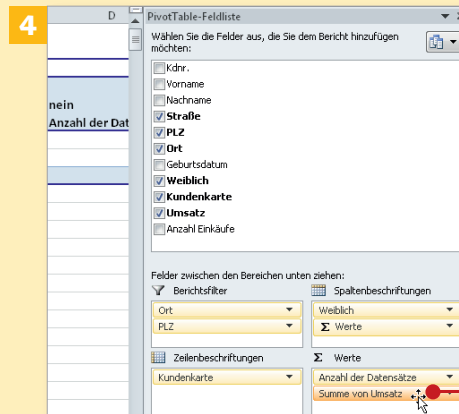 4
D
PivotTable-Feldliste
Wählen Sie die Felder aus, die Sie dem Bericht hinzufügen
möchten:
Kdnr.
Vorname
Nachname
Straße
PLZ
Ort
Geburtsdatum
Weiblich
Kundenkarte
Umsatz
Anzahl Einkäufe
nein
Anzahl der Dat
Felder zwischen den Bereichen unten ziehen:
Berichtsfilter
Spaltenbeschriftungen
Ort
PLZ
Weiblich
Σ Werte
Zeilenbeschriftungen
Σ Werte
Kundenkarte
Anzahl der Datensätze
Summe von Umsatz